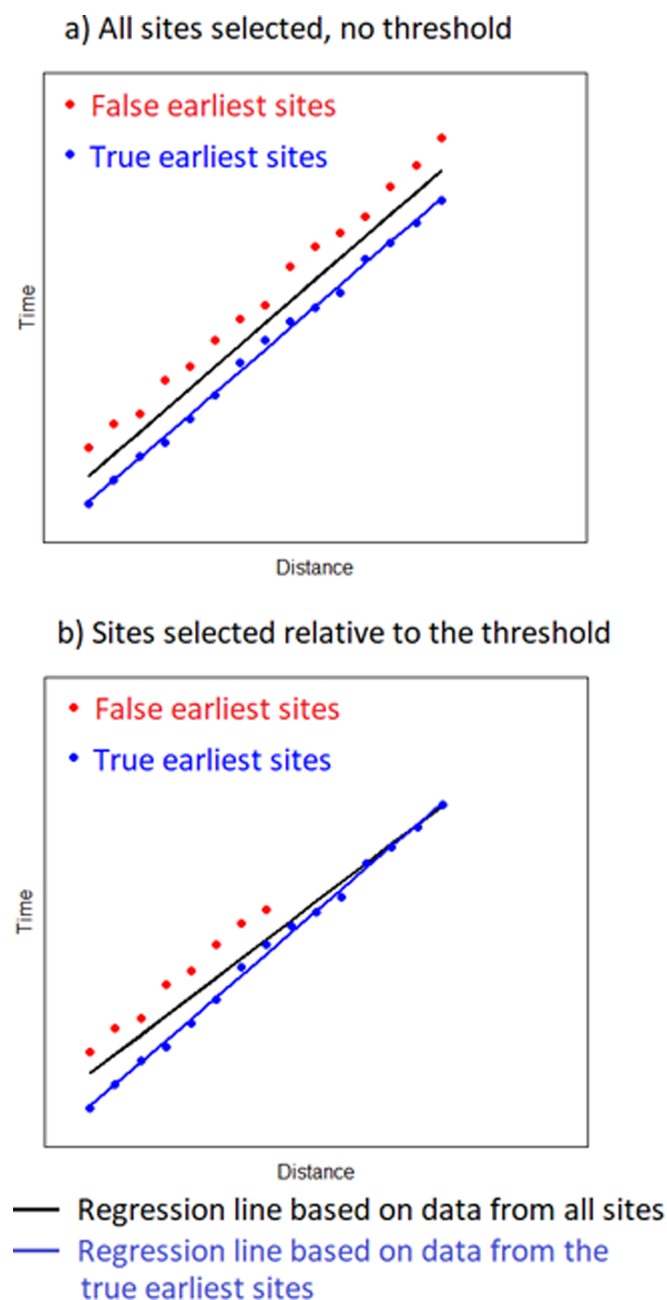 a) All sites selected, no threshold
False earliest sites
True earliest sites
Time
Distance
b) Sites selected relative to the threshold
False earliest sites
True earliest sites
Time
Distance
Regression line based on data from all sites
Regression line based on data from the
true earliest sites